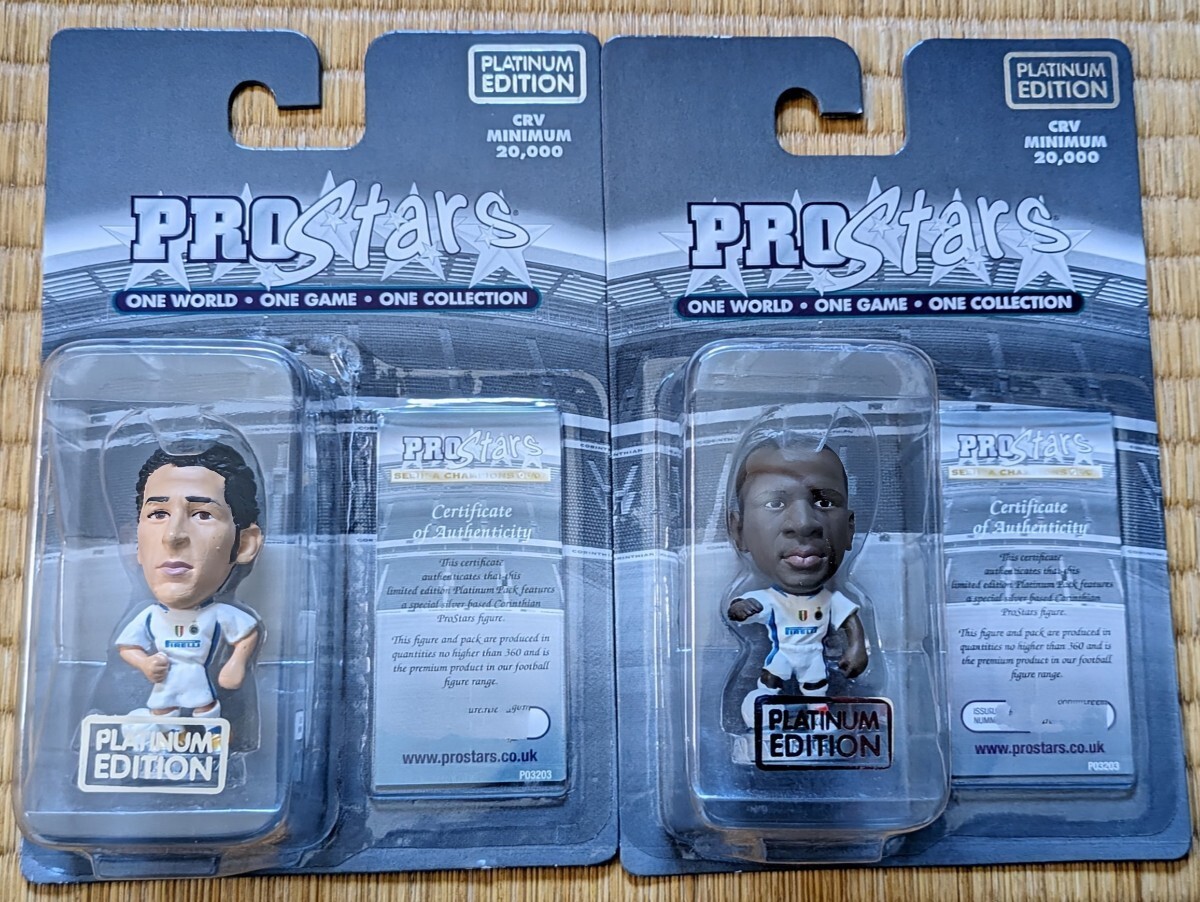 PLATINUM
EDITION
CRV
MINIMUM
20,000
PROStars
ONE WORLD • ONE GAME • ONE COLLECTION
PROStars
Certificate
of Authenticity
This certificate
authenticates that this
limited edition Platinum Pack features
a special silver based Corinthian
ProStars figure.
This figure and pack are produced in
quantities no higher than 360 and is
the premium product in our football
figure range.
www.prostars.co.uk
P03203
PIRELLI
PLATINUM
EDITION
PLATINUM
EDITION
CRV
MINIMUM
20,000
PROStars
ONE WORLD • ONE GAME • ONE COLLECTION
PROStars
Certificate
of Authenticity
This certificate
authenticates that this
limited edition Platinum Pack features
a special silver based Corinthian
ProStars figure.
This figure and pack are produced in
quantities no higher than 360 and is
the premium product in our football
figure range.
www.prostars.co.uk
P03203
PIRELLI
PLATINUM
EDITION